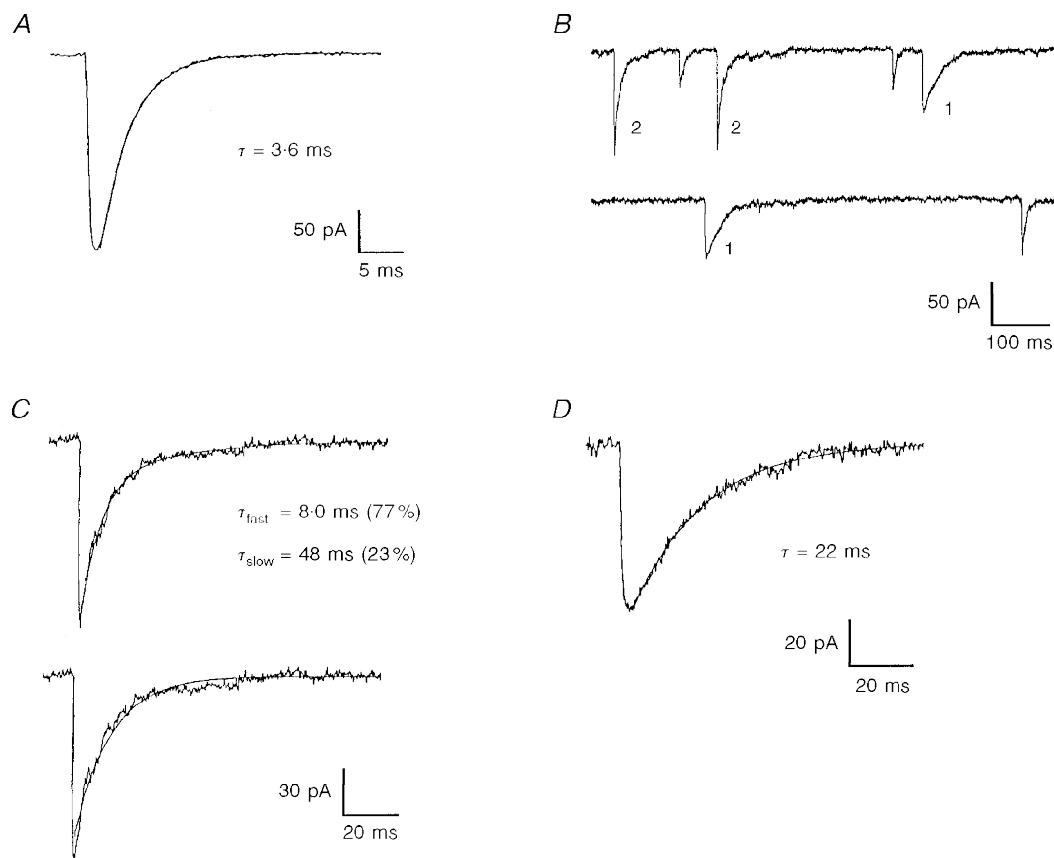 A
τ = 3·6 ms
50 pA
5 ms
B
2
2
1
1
50 pA
100 ms
C
τfast = 8·0 ms (77%)
τslow = 48 ms (23%)
30 pA
20 ms
D
τ = 22 ms
20 pA
20 ms